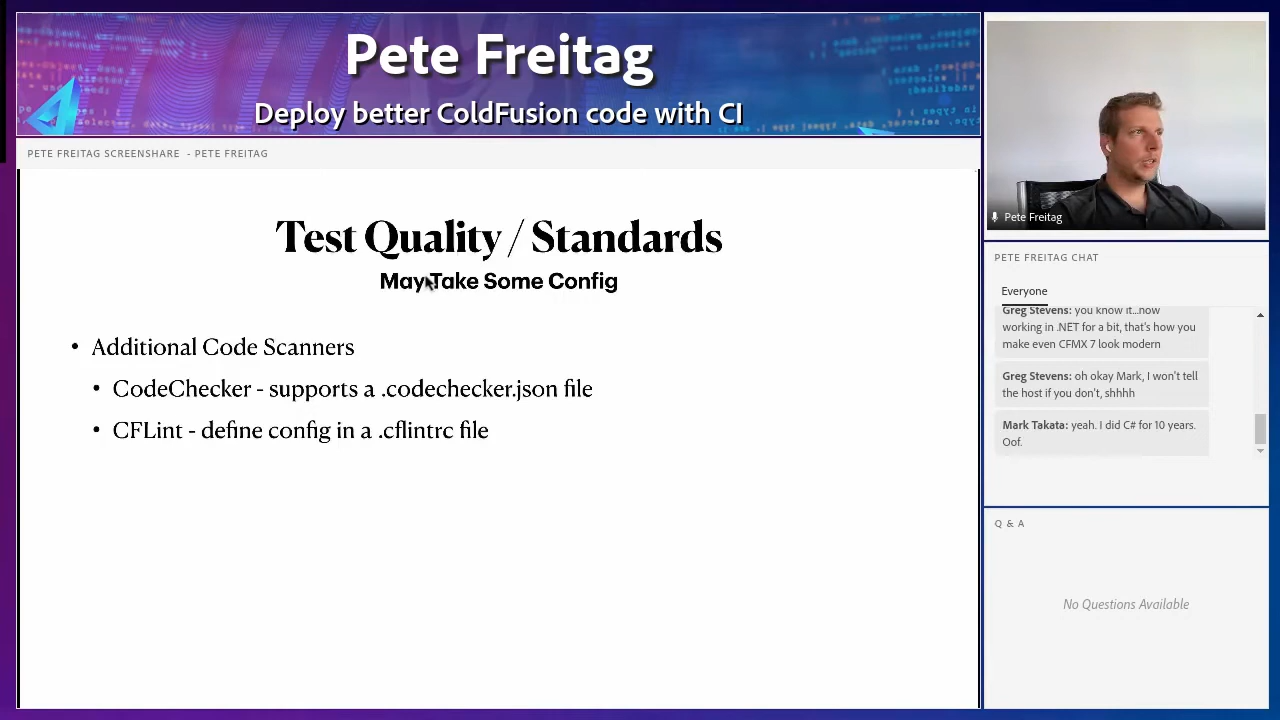 Pete Freitag
Deploy better ColdFusion code with CI
PETE FREITAG SCREENSHARE - PETE FREITAG
Test Quality / Standards
May Take Some Config
• Additional Code Scanners
• CodeChecker - supports a .codechecker.json file
• CFLint - define config in a .cflintrc file
Pete Freitag
PETE FREITAG CHAT
Everyone
Greg Stevens: you know it...now
working in .NET for a bit, that's how you
make even CFMX 7 look modern
Greg Stevens: oh okay Mark, I won't tell
the host if you don't, shhhh
Mark Takata: yeah. I did C# for 10 years.
Oof.
Q & A
No Questions Available